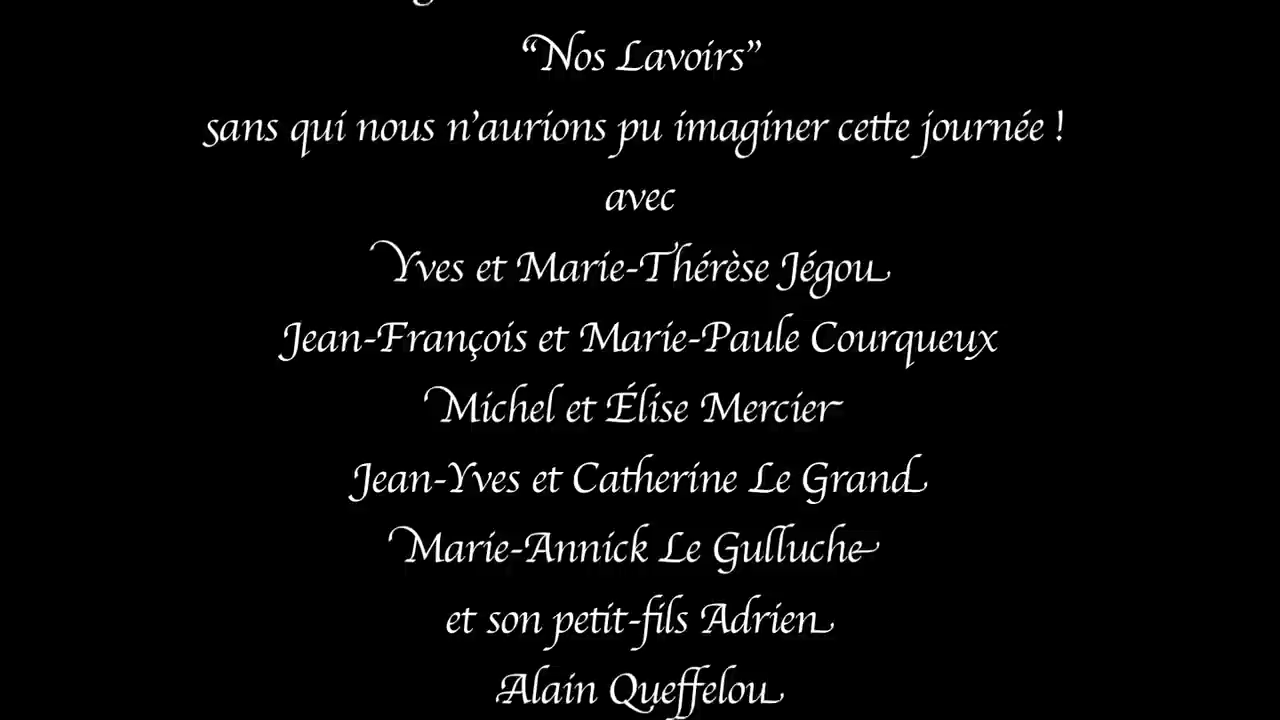 “Nos Lavoirs”
sans qui nous n'aurions pu imaginer cette journée !
avec
Yves et Marie-Thérèse Jégou
Jean-François et Marie-Paule Courqueux
Michel et Élise Mercier
Jean-Yves et Catherine Le Grand
Marie-Annick Le Gulluche
et son petit-fils Adrien
Alain Queffelou